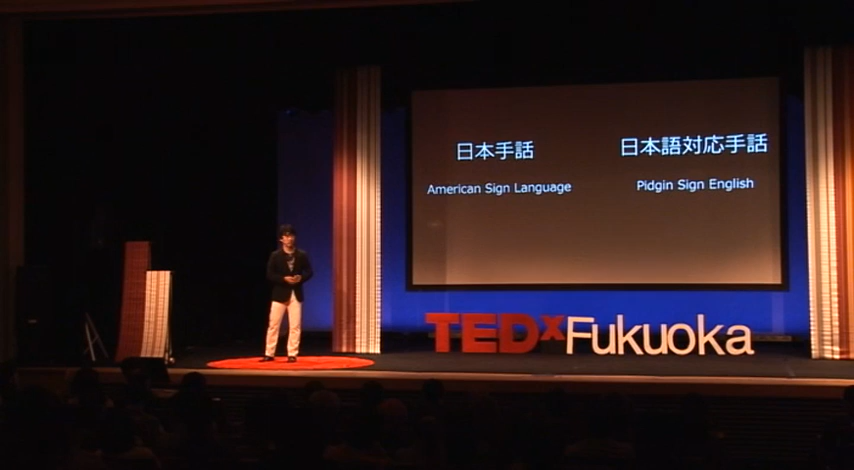 日本手話
American Sign Language
日本語対応手話
Pidgin Sign English
TEDxFukuoka